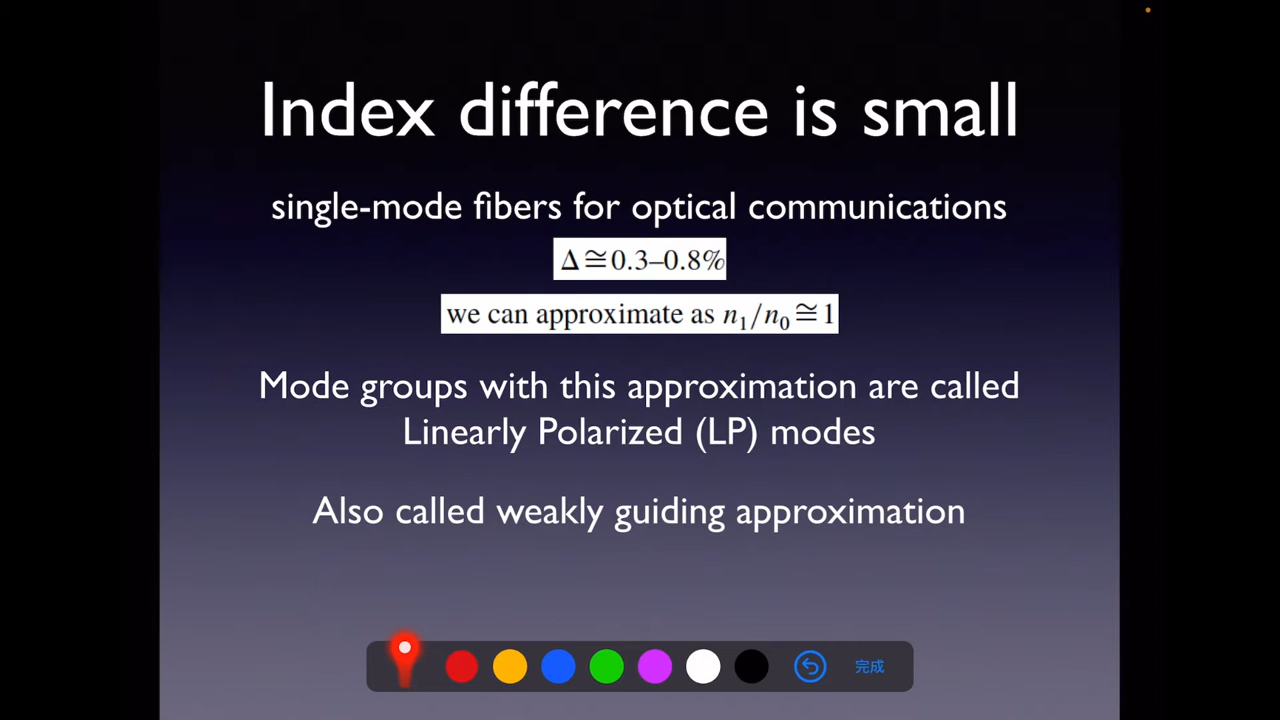 Index difference is small
single-mode fibers for optical communications
Δ≅0.3–0.8%
we can approximate as n₁/n₀≅1
Mode groups with this approximation are called
Linearly Polarized (LP) modes
Also called weakly guiding approximation
完成